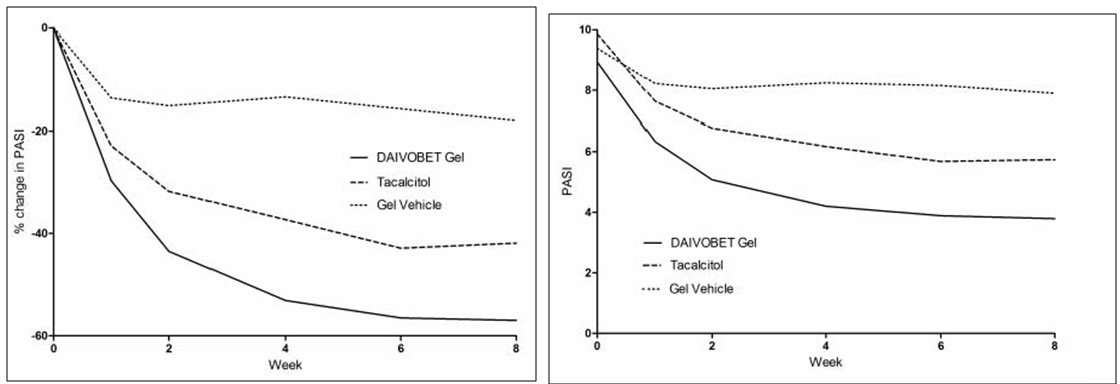 0
-20
-40
-60
% change in PASI
DAIVOBET Gel
Tacalcitol
Gel Vehicle
0
2
4
6
8
Week
10
8
6
4
2
0
PASI
DAIVOBET Gel
Tacalcitol
Gel Vehicle
0
2
4
6
8
Week